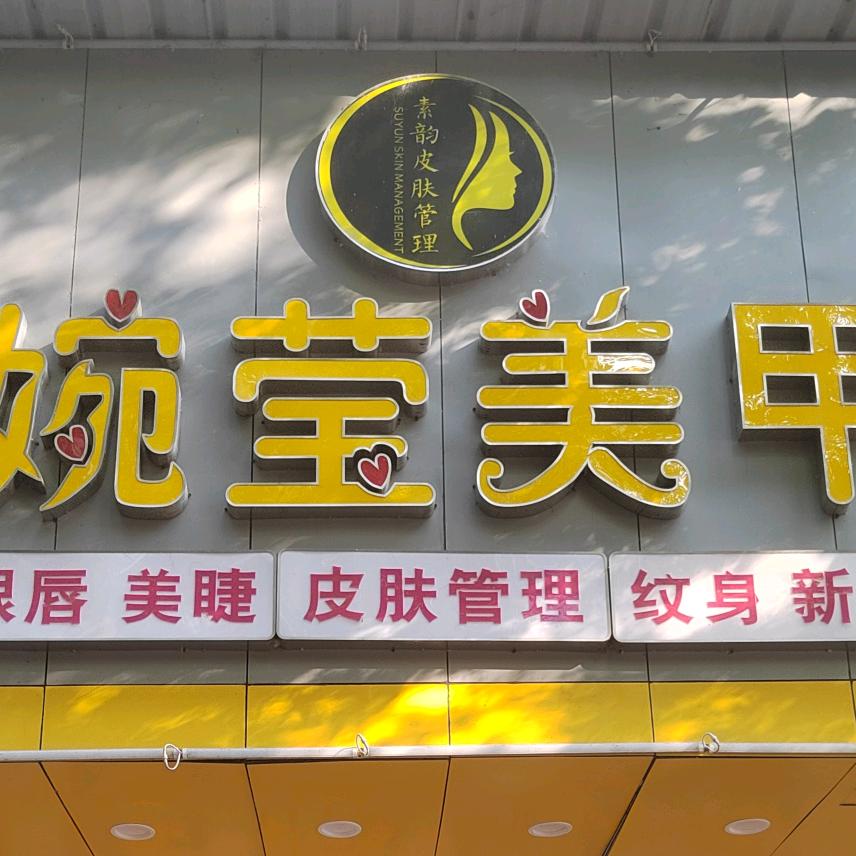 素韵皮肤管理
SUYUN SKIN MANAGEMENT
婉莹美甲
眼唇 美睫 皮肤管理 纹身 新